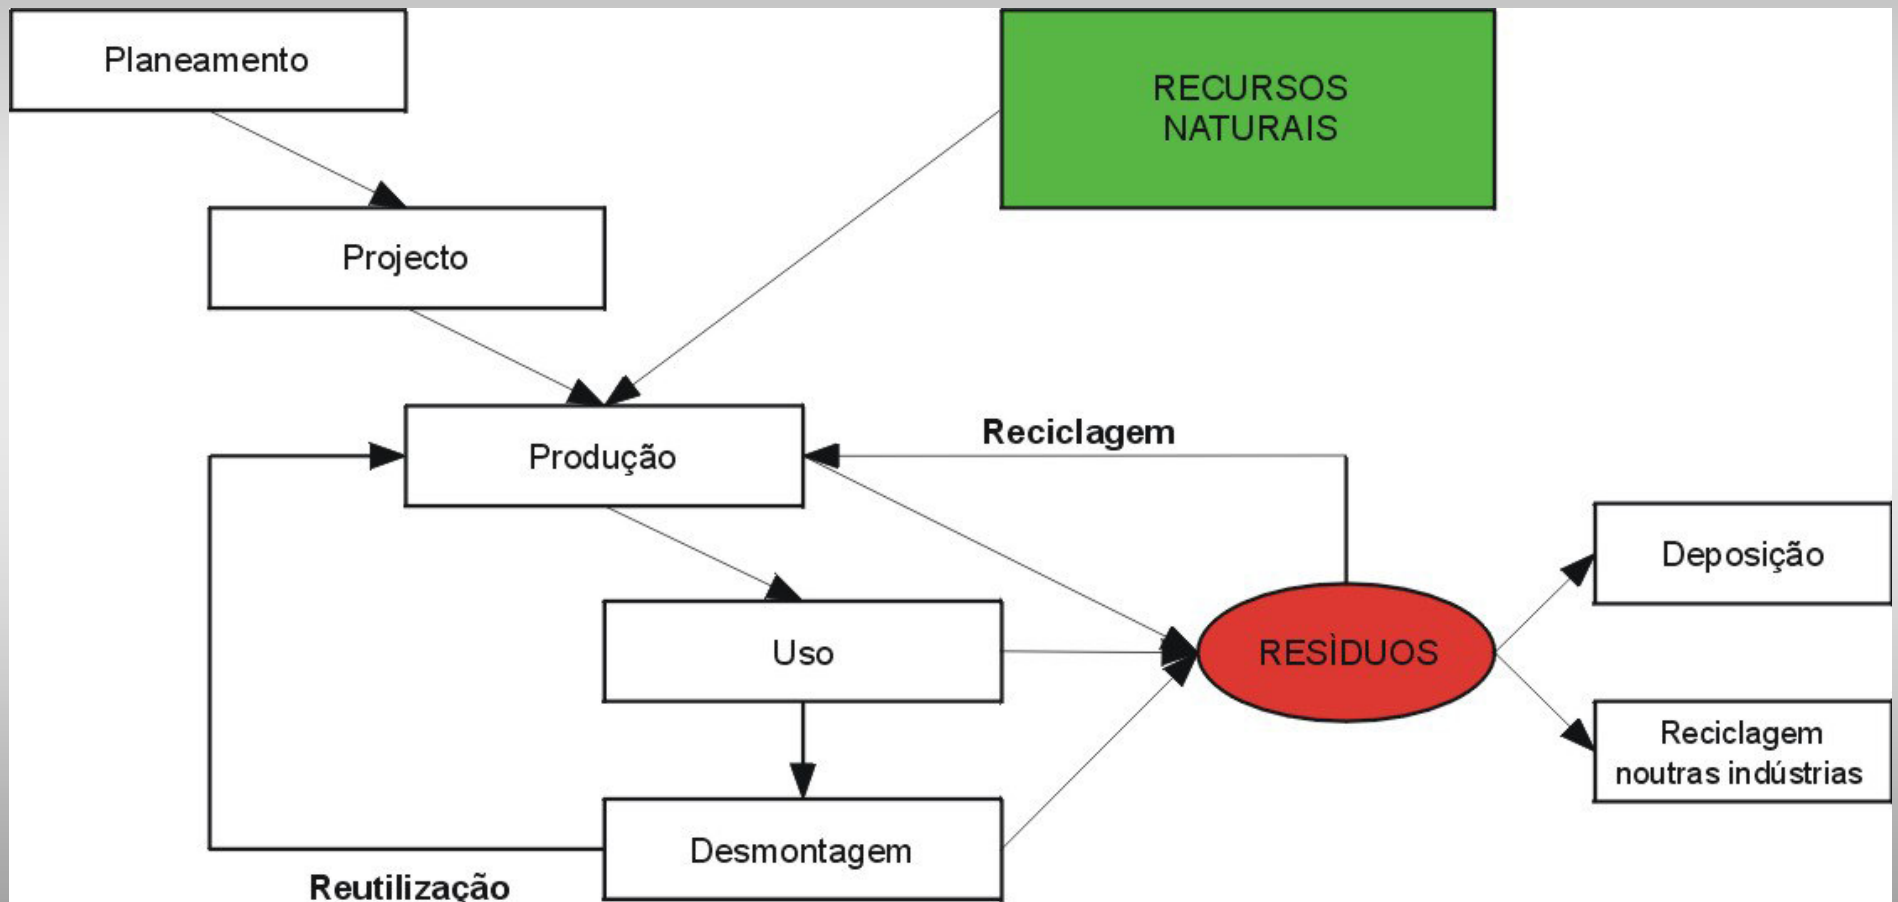 Planeamento
RECURSOS
NATURAIS
Projecto
Reciclagem
Produção
Deposição
Uso
RESÌDUOS
Reciclagem
noutras indústrias
Desmontagem
Reutilização